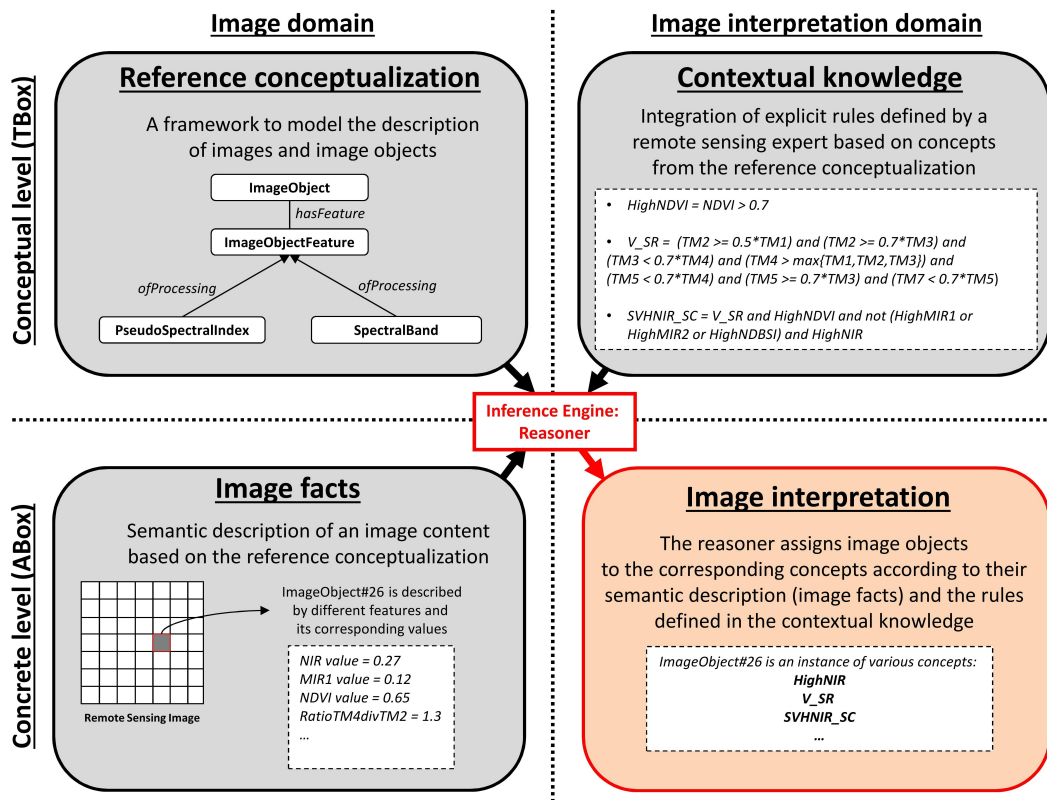 Image domain
Image interpretation domain
Conceptual level (TBox)
Reference conceptualization
A framework to model the description
of images and image objects
ImageObject
hasFeature
ImageObjectFeature
ofProcessing
ofProcessing
PseudoSpectralIndex
SpectralBand
Contextual knowledge
Integration of explicit rules defined by a
remote sensing expert based on concepts
from the reference conceptualization
• HighNDVI = NDVI > 0.7
• V_SR = (TM2 >= 0.5*TM1) and (TM2 >= 0.7*TM3) and
(TM3 < 0.7*TM4) and (TM4 > max{TM1,TM2,TM3}) and
(TM5 < 0.7*TM4) and (TM5 >= 0.7*TM3) and (TM7 < 0.7*TM5)
• SVHNIR_SC = V_SR and HighNDVI and not (HighMIR1 or
HighMIR2 or HighNDBSI) and HighNIR
Inference Engine:
Reasoner
Concrete level (ABox)
Image facts
Semantic description of an image content
based on the reference conceptualization
ImageObject#26 is described
by different features and
its corresponding values
NIR value = 0.27
MIR1 value = 0.12
NDVI value = 0.65
RatioTM4divTM2 = 1.3
...
Remote Sensing Image
Image interpretation
The reasoner assigns image objects
to the corresponding concepts according to their
semantic description (image facts) and the rules
defined in the contextual knowledge
ImageObject#26 is an instance of various concepts:
HighNIR
V_SR
SVHNIR_SC
...